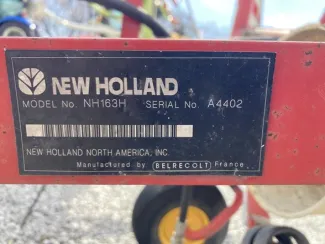 NEW HOLLAND
MODEL No. NH163H SERIAL No. A4402
NEW HOLLAND NORTH AMERICA, INC.
Manufactured by BELRECOLT France